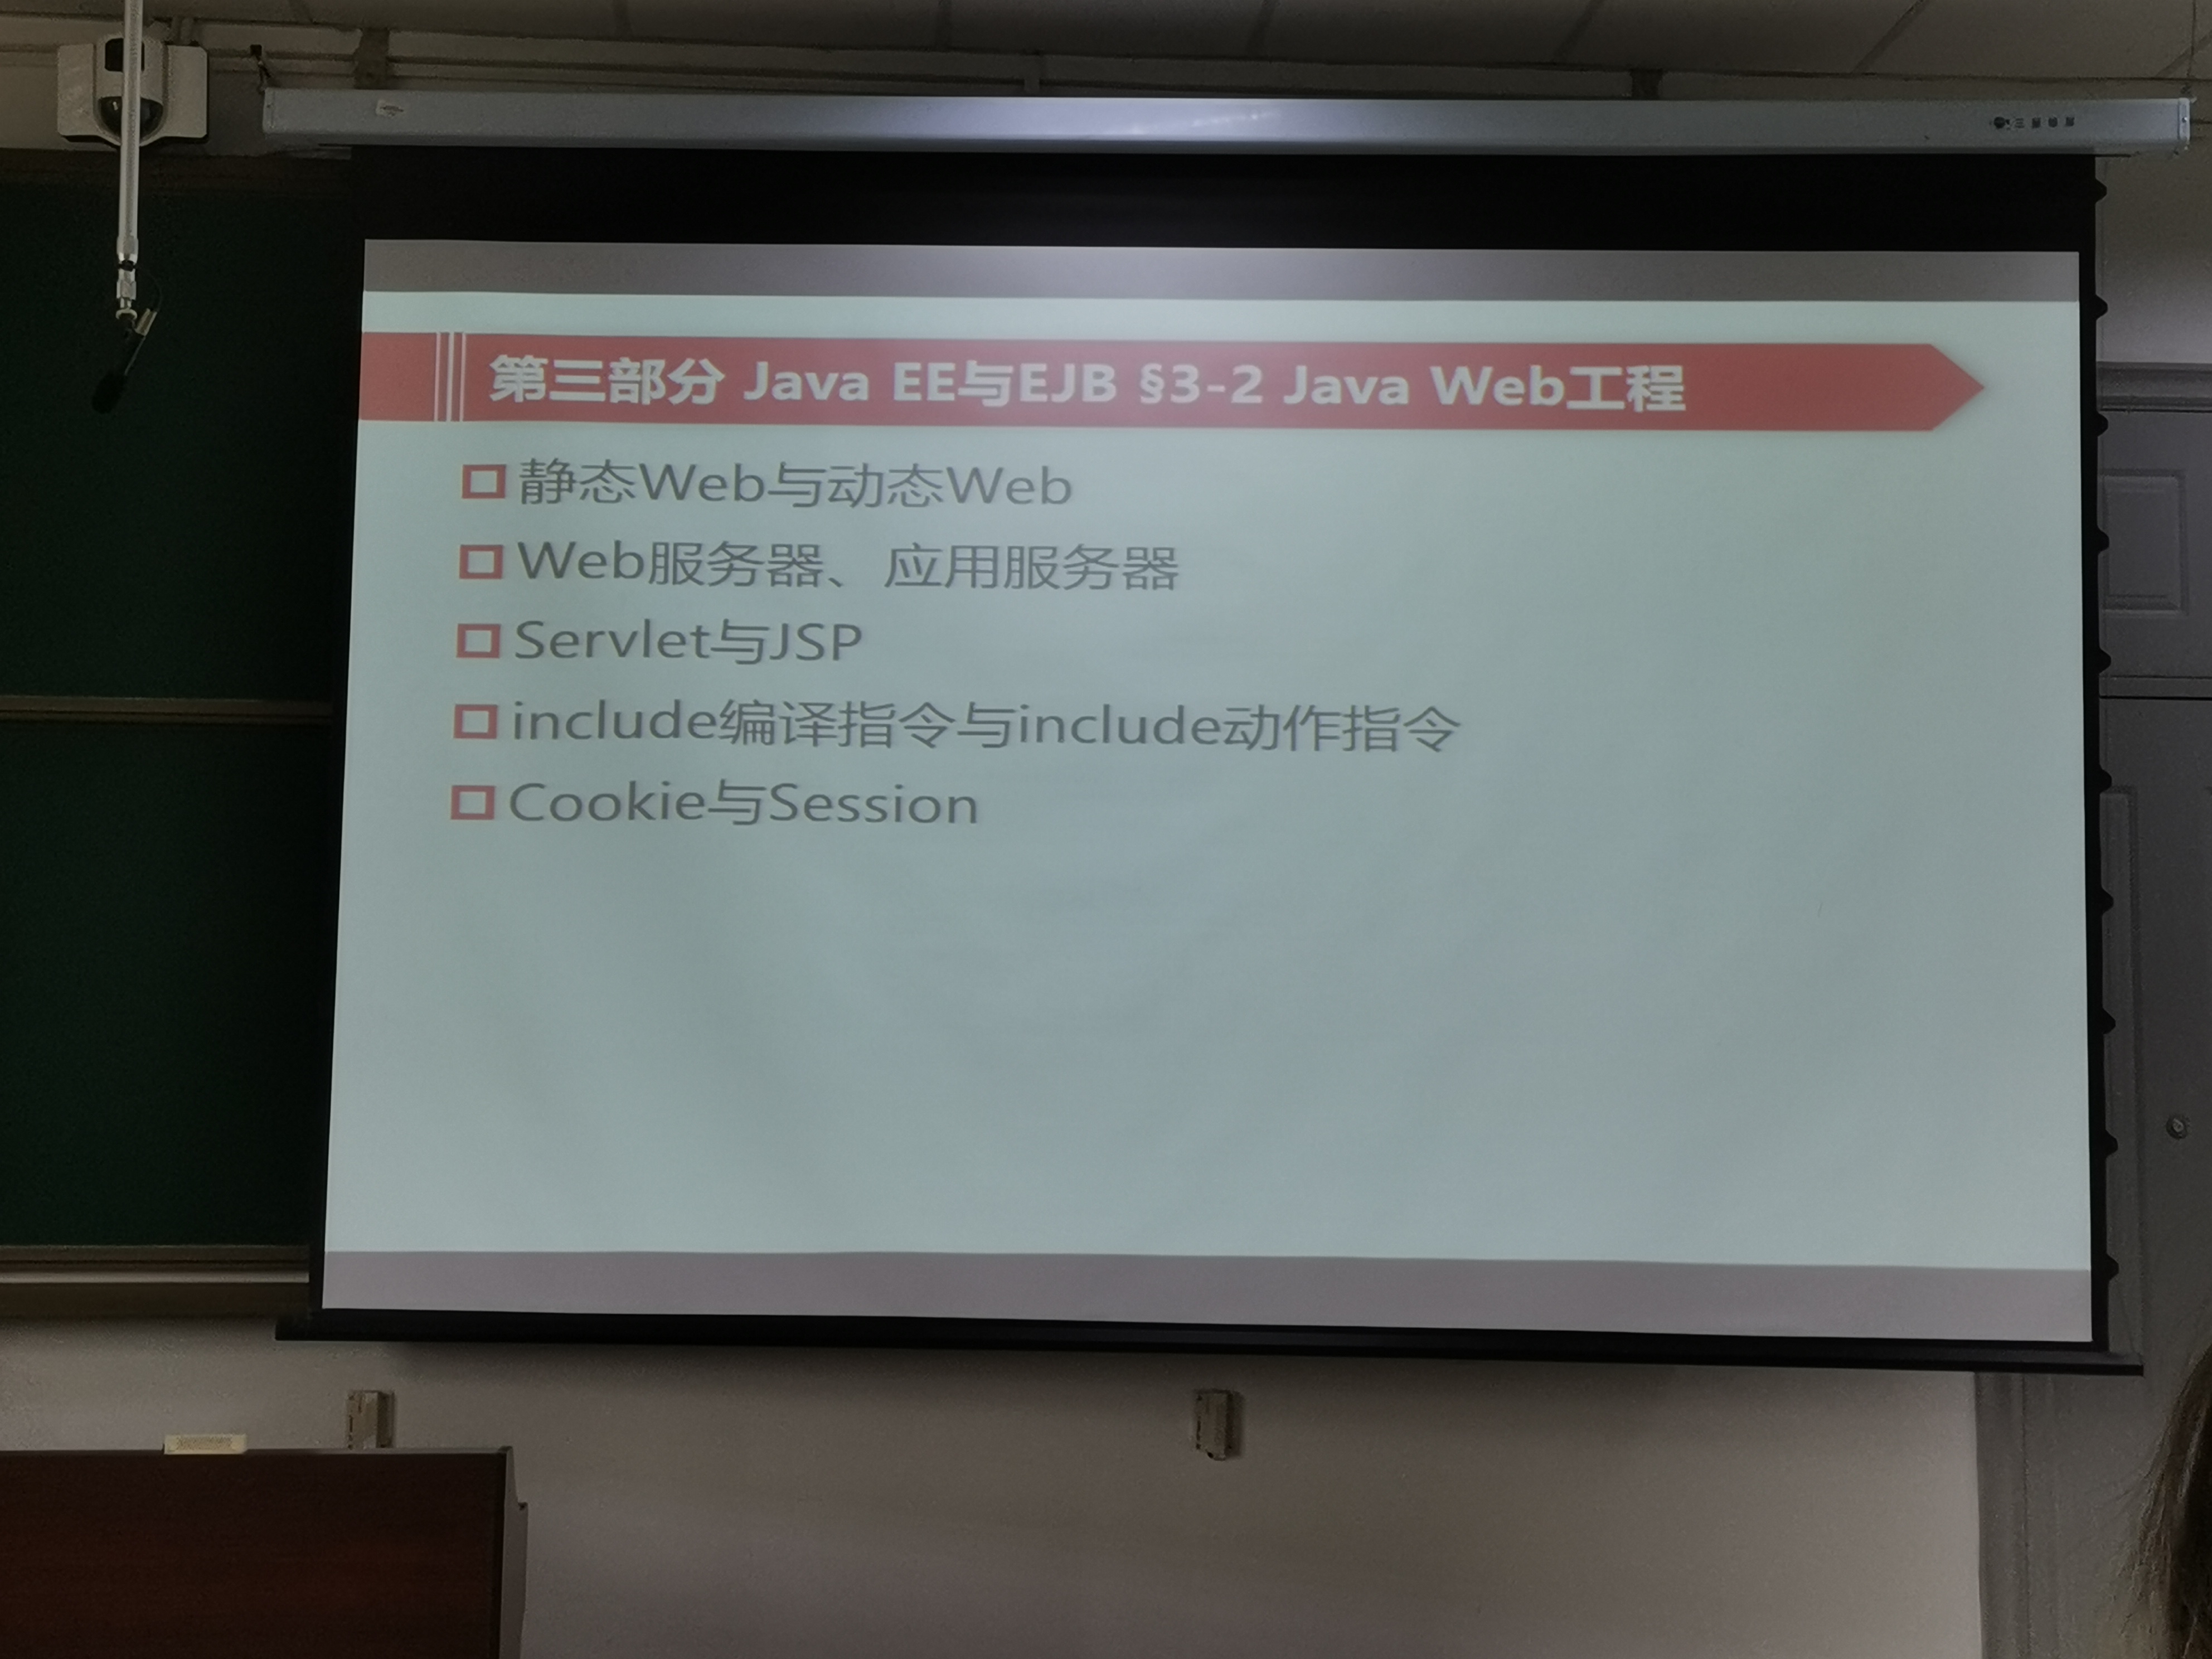 第三部分 Java EE与EJB §3-2 Java Web工程
静态Web与动态Web
Web服务器、应用服务器
Servlet与JSP
include编译指令与include动作指令
Cookie与Session